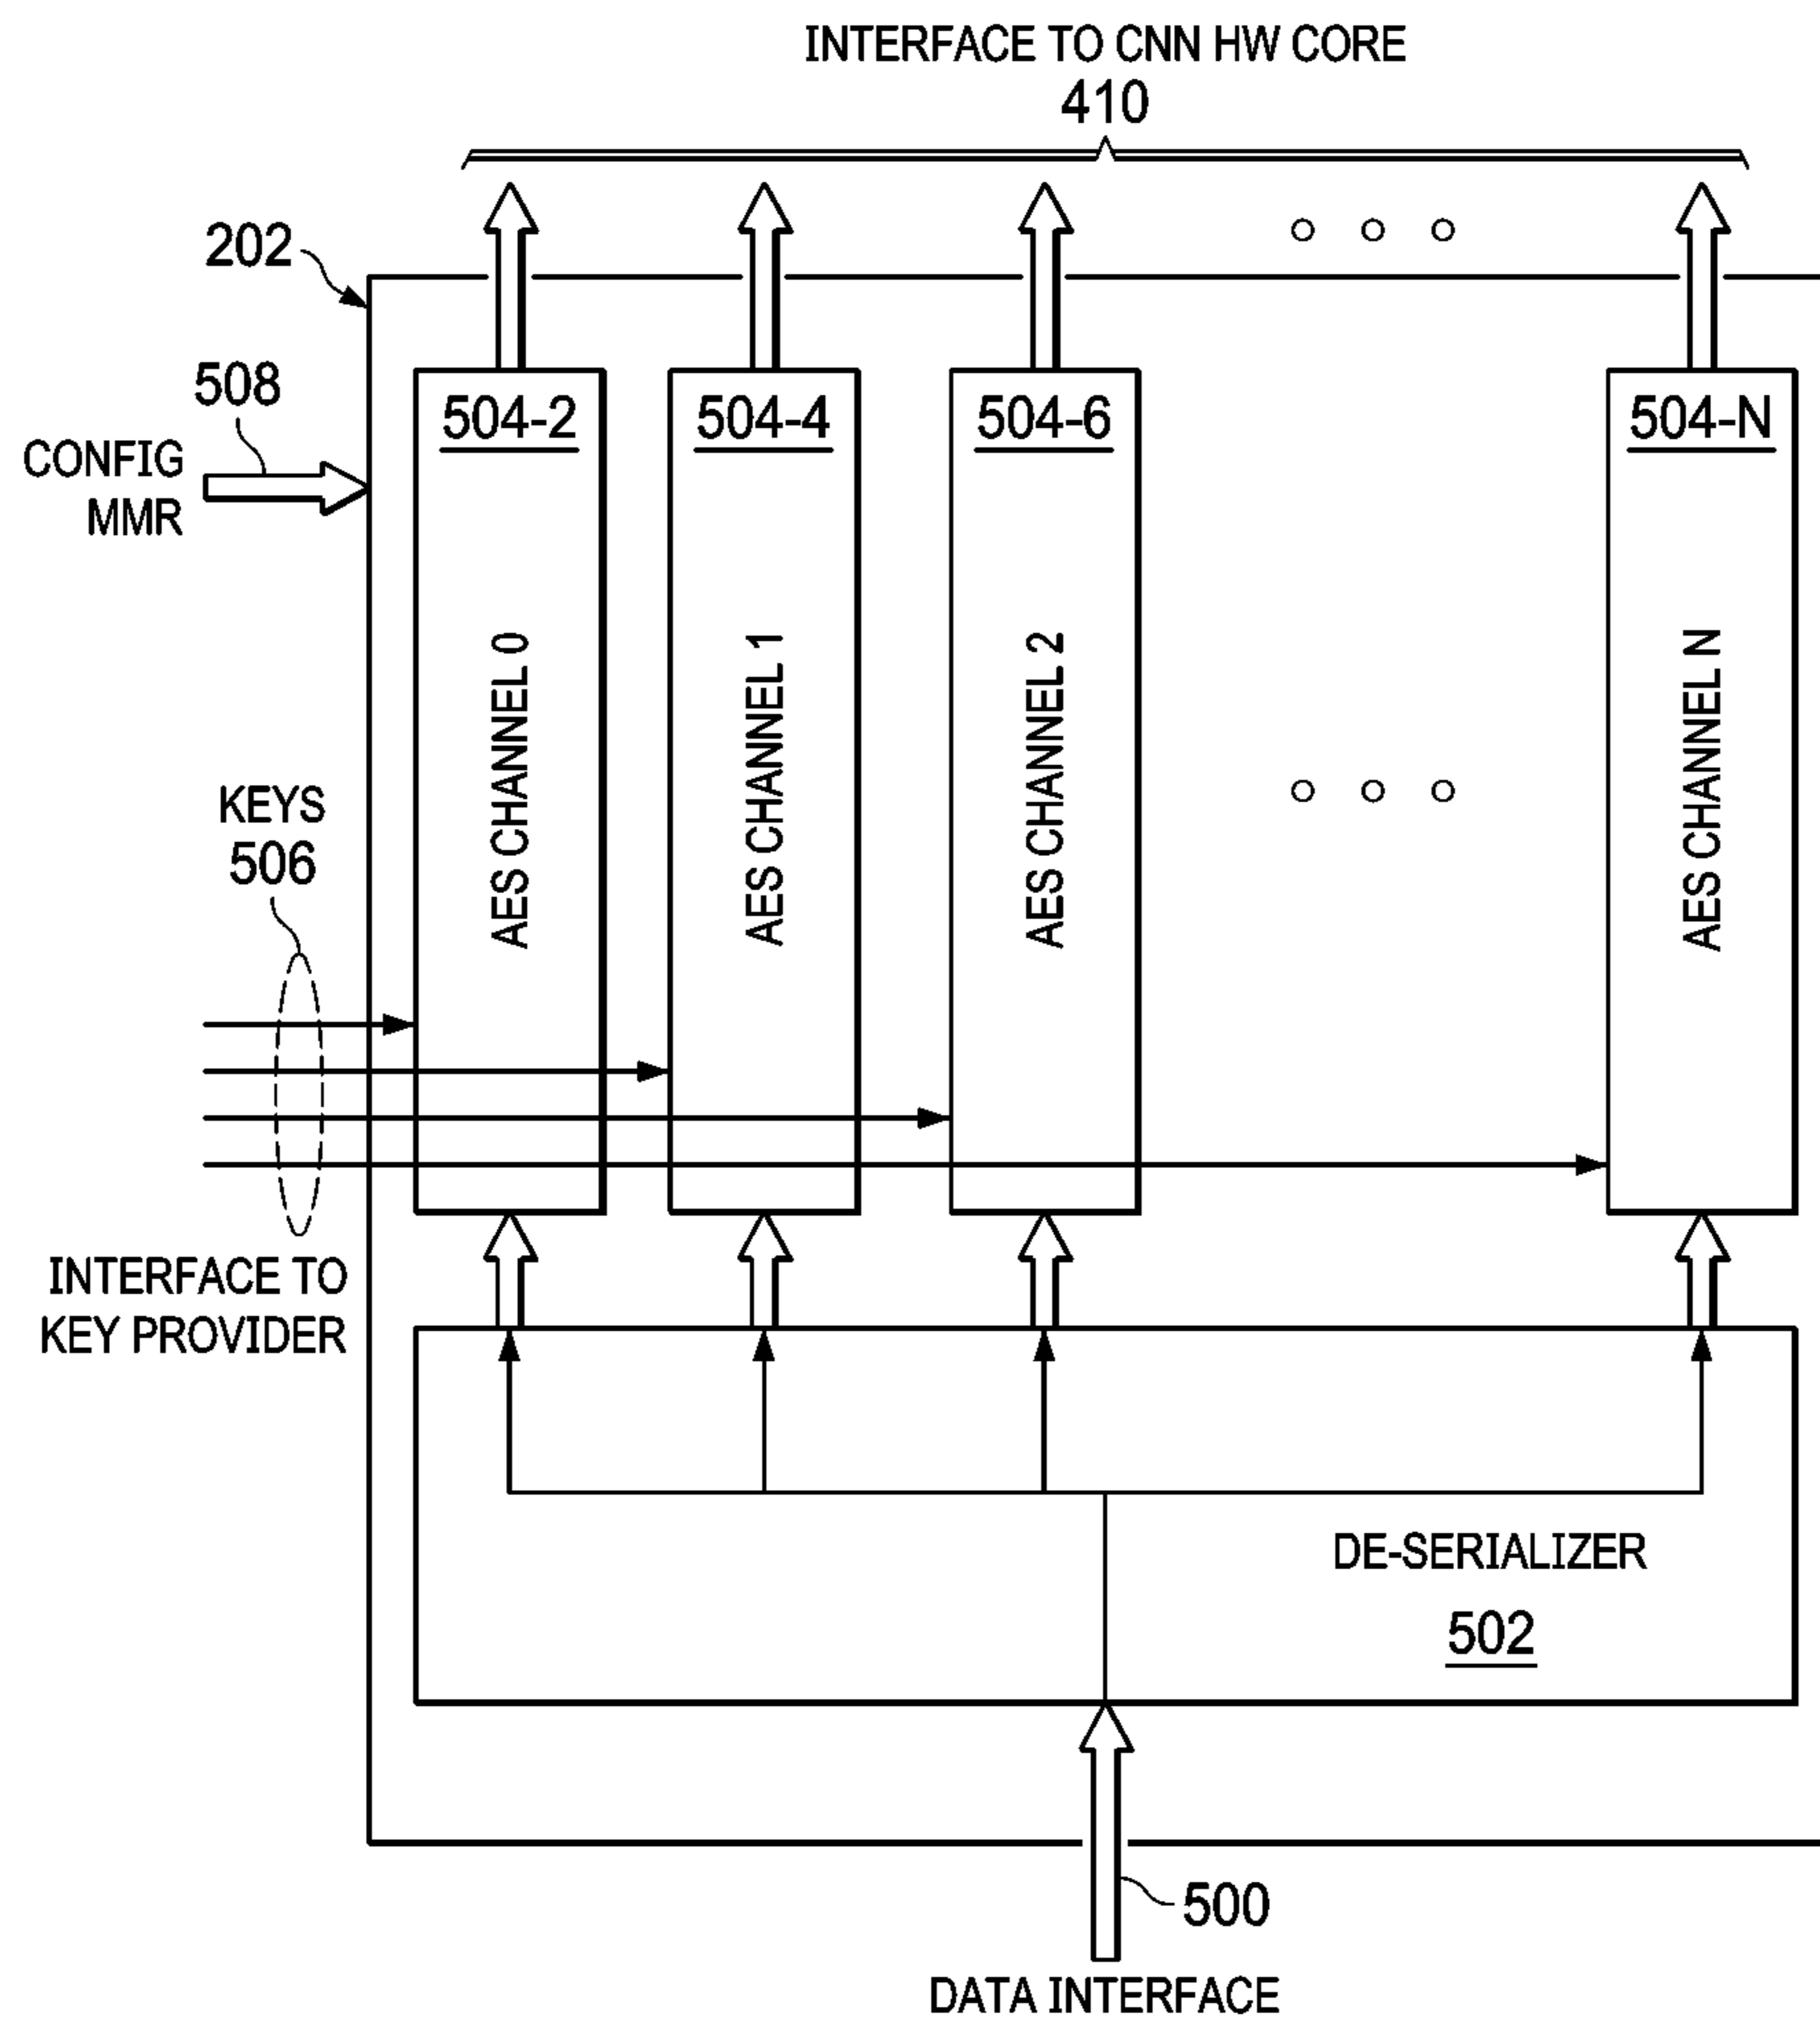 INTERFACE TO CNN HW CORE
410
202
508
CONFIG
MMR
504-2
504-4
504-6
504-N
AES CHANNEL 0
AES CHANNEL 1
AES CHANNEL 2
AES CHANNEL N
KEYS
506
INTERFACE TO
KEY PROVIDER
DE-SERIALIZER
502
500
DATA INTERFACE